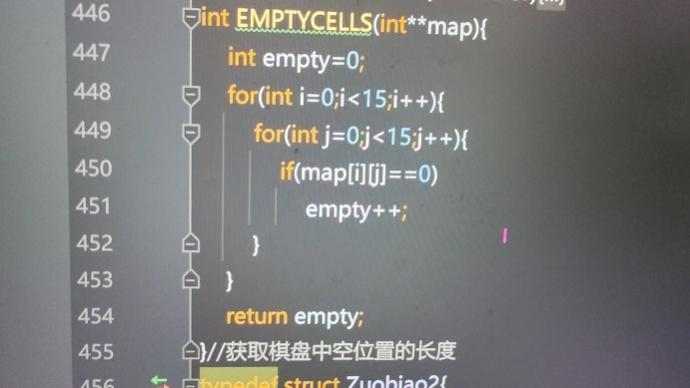 446 int EMPTYCELLS(int**map){
447 int empty=0;
448 for(int i=0;i<15;i++){
449 for(int j=0;j<15;j++){
450 if(map[i][j]==0)
451 empty++;
452 }
453 }
454 return empty;
455 }//获取棋盘中空位置的长度
456 typedef struct Zuobiao2{